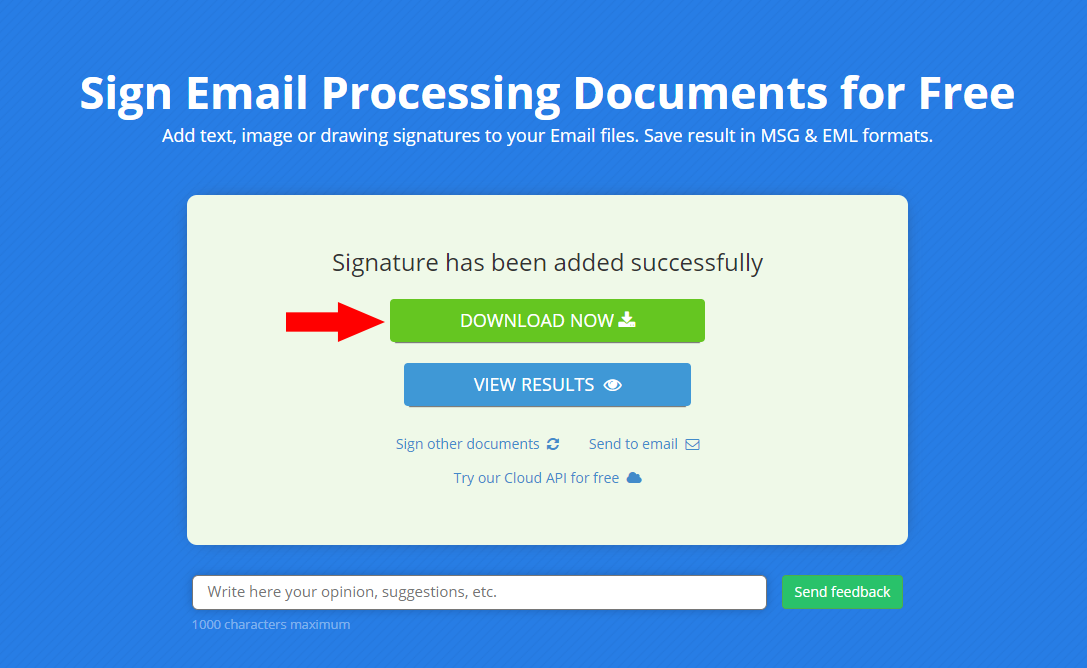 Sign Email Processing Documents for Free
Add text, image or drawing signatures to your Email files. Save result in MSG & EML formats.
Signature has been added successfully
DOWNLOAD NOW
VIEW RESULTS
Sign other documents Send to email
Try our Cloud API for free
Write here your opinion, suggestions, etc. Send feedback
1000 characters maximum